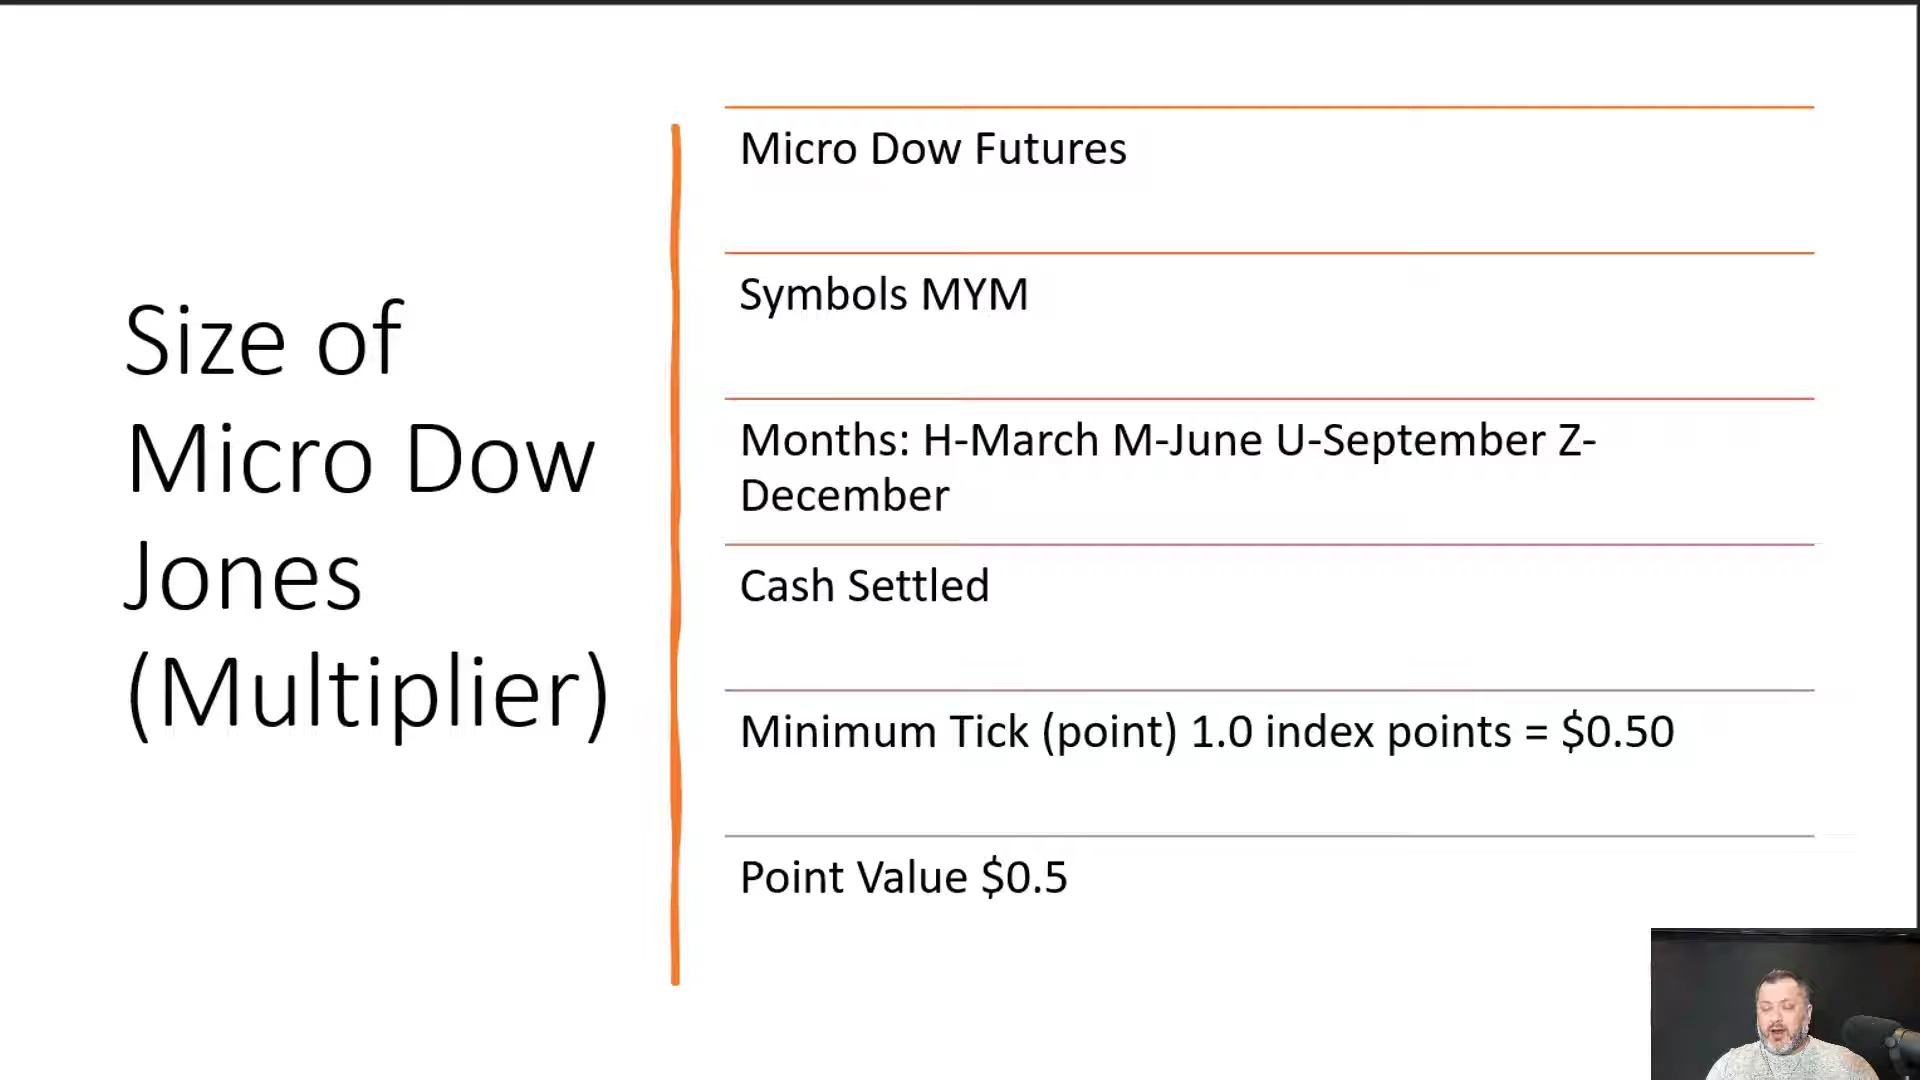 Size of
Micro Dow
Jones
(Multiplier)
Micro Dow Futures
Symbols MYM
Months: H-March M-June U-September Z-
December
Cash Settled
Minimum Tick (point) 1.0 index points = $0.50
Point Value $0.5